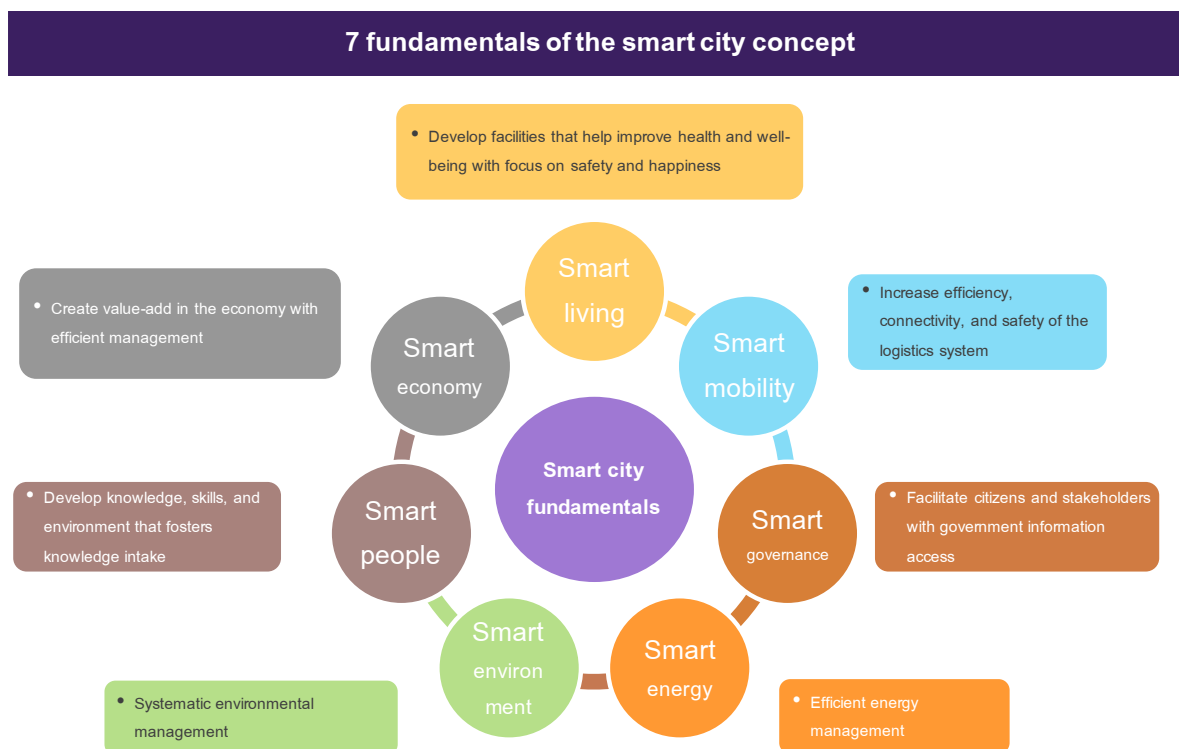 7 fundamentals of the smart city concept
• Develop facilities that help improve health and well-
being with focus on safety and happiness
Smart
living
• Create value-add in the economy with
efficient management
Smart
economy
Smart
mobility
• Increase efficiency,
connectivity, and safety of the
logistics system
Smart city
fundamentals
• Develop knowledge, skills, and
environment that fosters
knowledge intake
Smart
people
Smart
governance
• Facilitate citizens and stakeholders
with government information
access
Smart
environ
ment
Smart
energy
• Systematic environmental
management
• Efficient energy
management